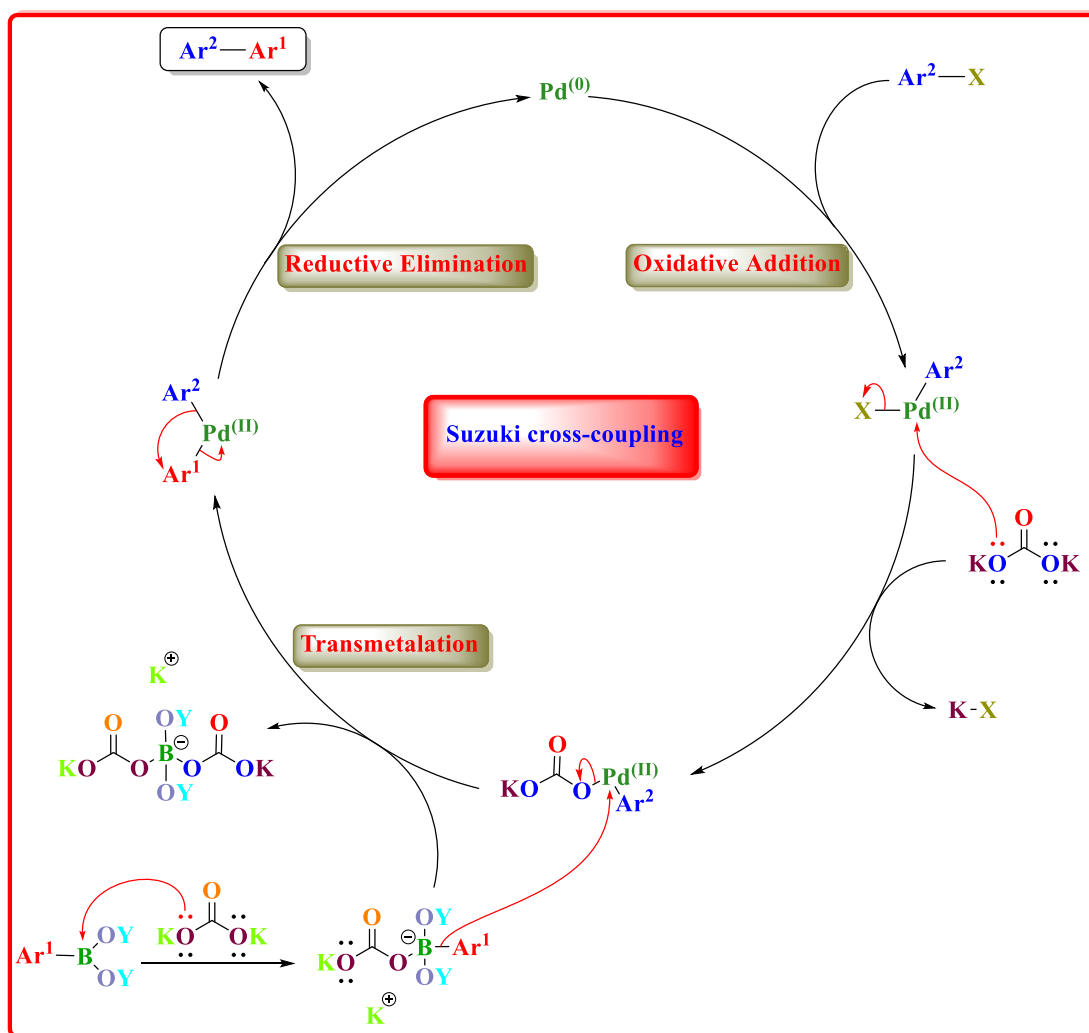 Ar²—Ar¹
Pd⁽⁰⁾
Ar²—X
Reductive Elimination
Oxidative Addition
Ar²
X—Pd⁽ᴵᴵ⁾
Ar²
Pd⁽ᴵᴵ⁾
Ar¹
Suzuki cross-coupling
O
KO OK
Transmetalation
K⊕
K-X
OY
O O
KO O B⊖ O OK
OY
O
KO O Pd⁽ᴵᴵ⁾
Ar²
O
Ar¹ B OY
OY
KO OK
O OY
KO O B⊖ Ar¹
OY
K⊕